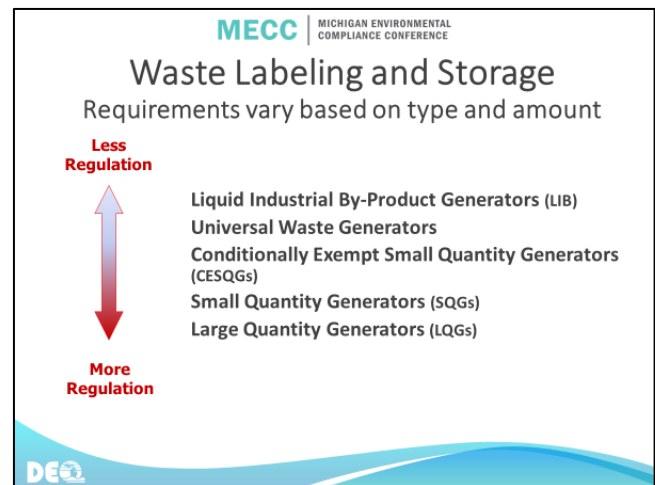 MECC
MICHIGAN ENVIRONMENTAL
COMPLIANCE CONFERENCE
Waste Labeling and Storage
Requirements vary based on type and amount
Less
Regulation
Liquid Industrial By-Product Generators (LIB)
Universal Waste Generators
Conditionally Exempt Small Quantity Generators
(CESQGs)
Small Quantity Generators (SQGs)
Large Quantity Generators (LQGs)
More
Regulation
DEQ